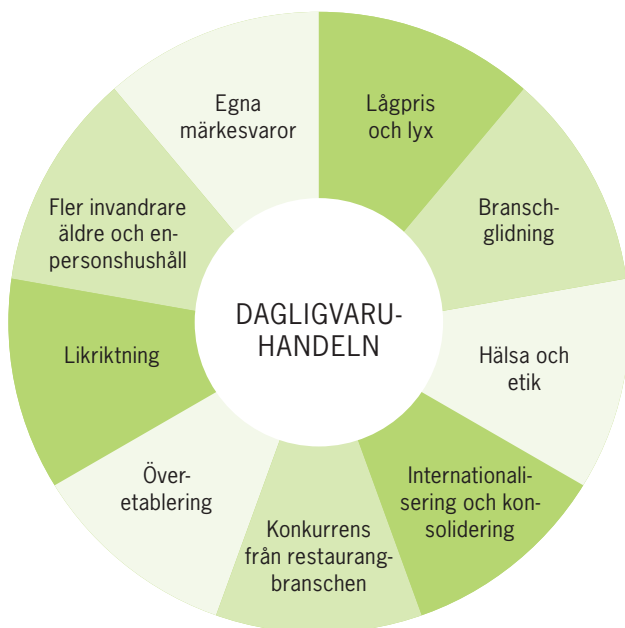 DAGLIGVARU-
HANDELN
Lågpris
och lyx
Bransch-
glidning
Hälsa och
etik
Internationali-
sering och kon-
solidering
Konkurrens
från restaurang-
branschen
Över-
etablering
Likriktning
Fler invandrare
äldre och en-
personshushåll
Egna
märkesvaror